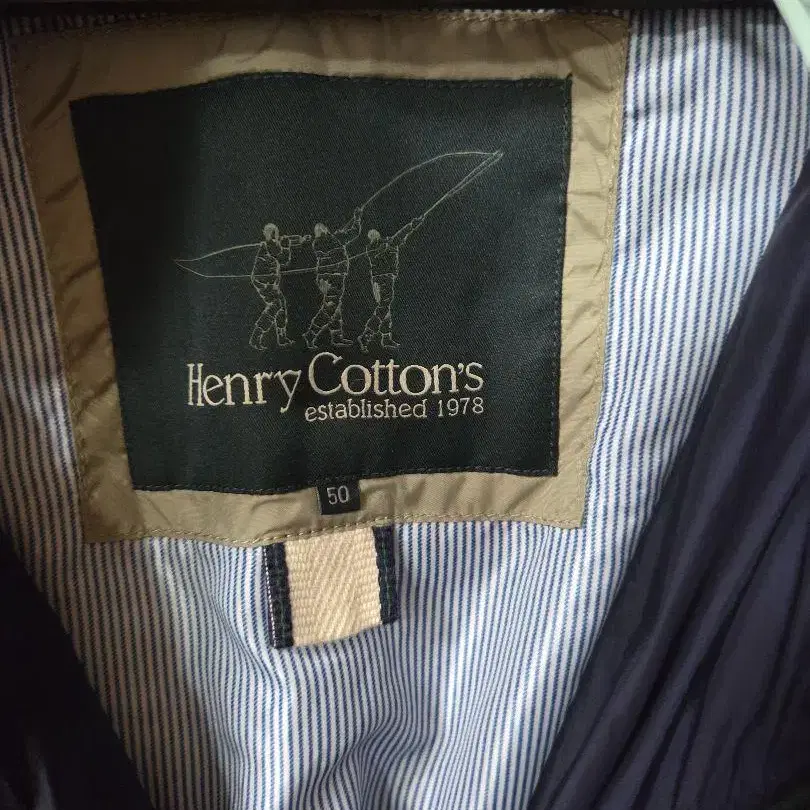 Henry Cotton's
established 1978
50